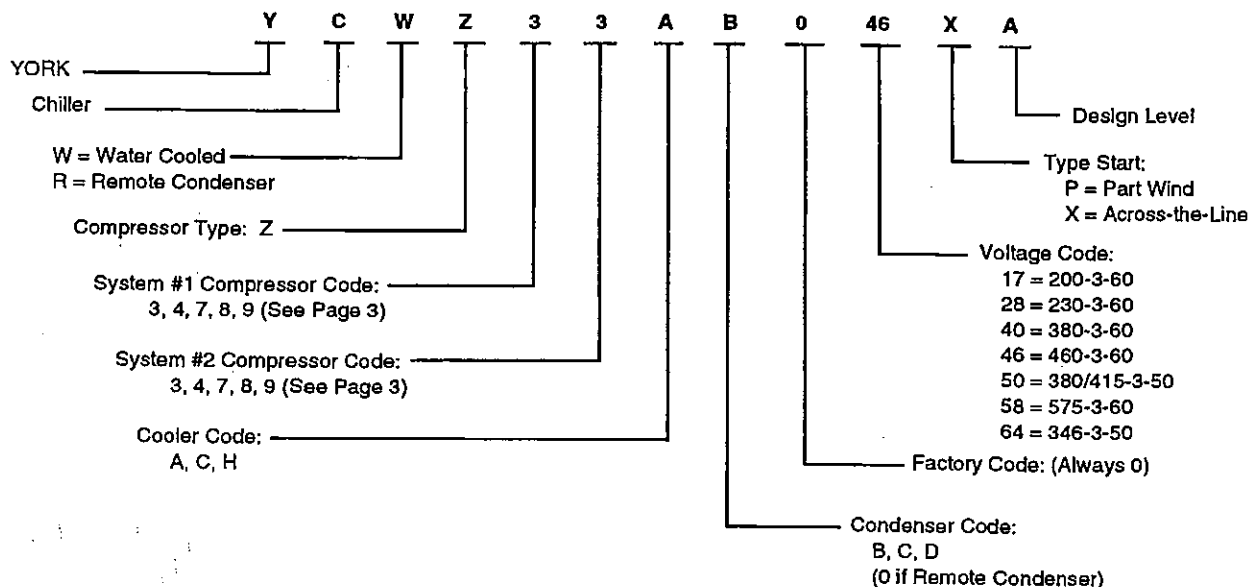 Y C W Z 3 3 A B 0 46 X A
YORK
Chiller
W = Water Cooled
R = Remote Condenser
Compressor Type: Z
System #1 Compressor Code:
3, 4, 7, 8, 9 (See Page 3)
System #2 Compressor Code:
3, 4, 7, 8, 9 (See Page 3)
Cooler Code:
A, C, H
Design Level
Type Start:
P = Part Wind
X = Across-the-Line
Voltage Code:
17 = 200-3-60
28 = 230-3-60
40 = 380-3-60
46 = 460-3-60
50 = 380/415-3-50
58 = 575-3-60
64 = 346-3-50
Factory Code: (Always 0)
Condenser Code:
B, C, D
(0 if Remote Condenser)